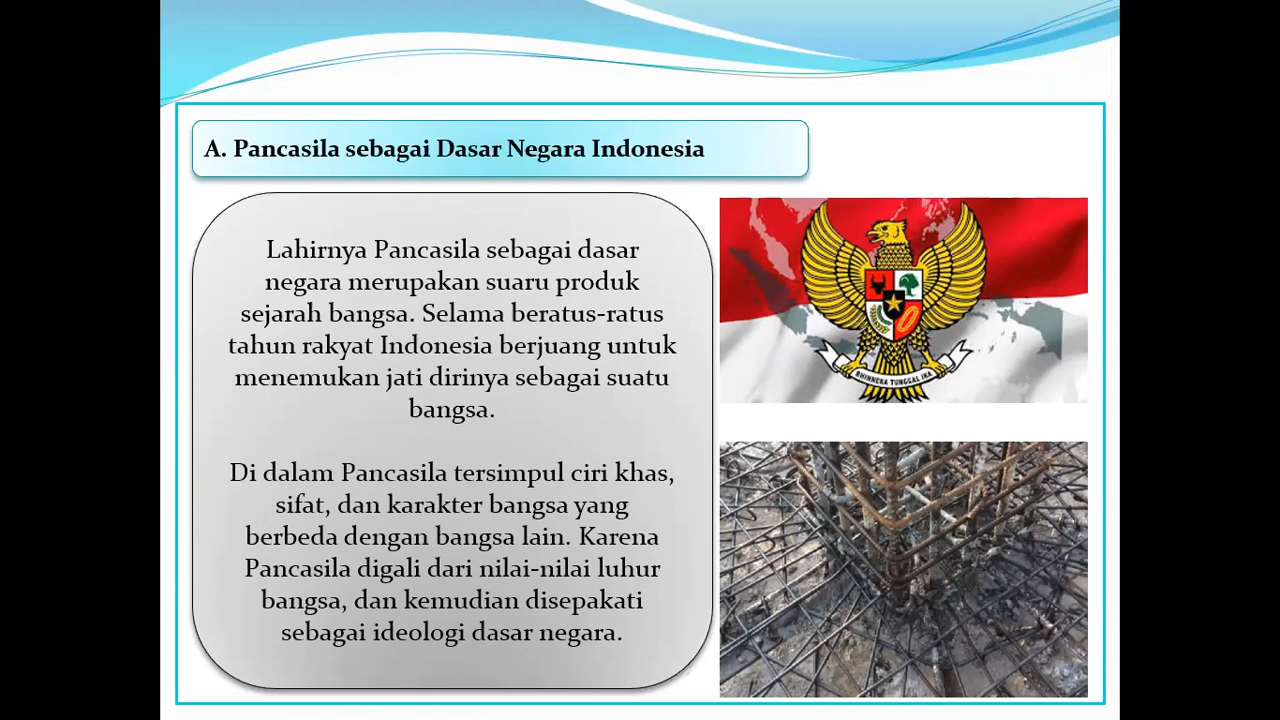 A. Pancasila sebagai Dasar Negara Indonesia
Lahirnya Pancasila sebagai dasar
negara merupakan suaru produk
sejarah bangsa. Selama beratus-ratus
tahun rakyat Indonesia berjuang untuk
menemukan jati dirinya sebagai suatu
bangsa.
Di dalam Pancasila tersimpul ciri khas,
sifat, dan karakter bangsa yang
berbeda dengan bangsa lain. Karena
Pancasila digali dari nilai-nilai luhur
bangsa, dan kemudian disepakati
sebagai ideologi dasar negara.
BHINNEKA TUNGGAL IKA